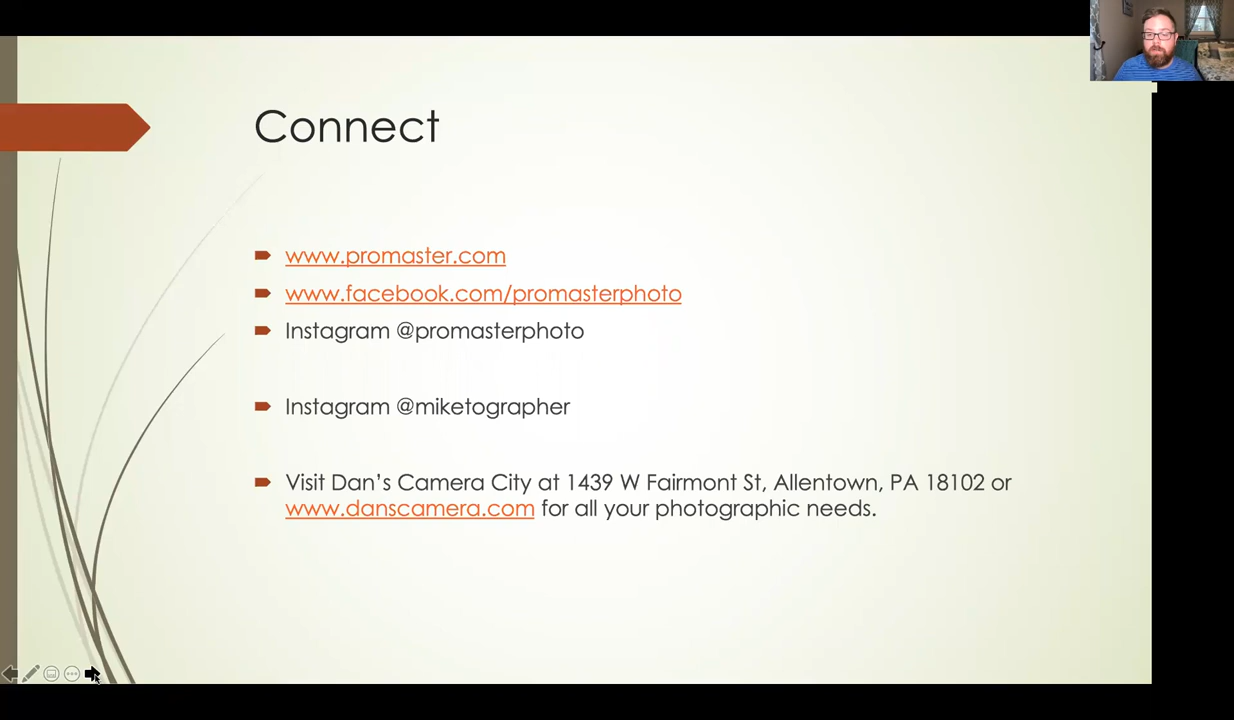 Connect
www.promaster.com
www.facebook.com/promasterphoto
Instagram @promasterphoto
Instagram @miketographer
Visit Dan's Camera City at 1439 W Fairmont St, Allentown, PA 18102 or
www.danscamera.com for all your photographic needs.